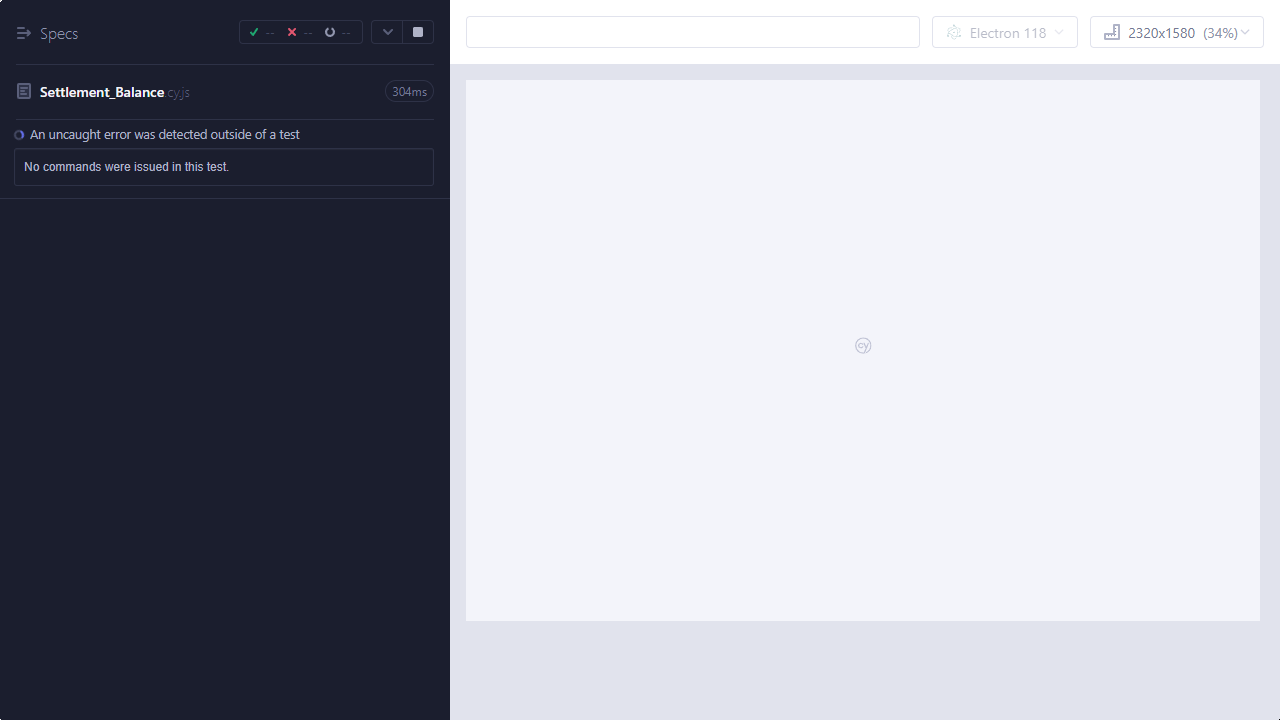 Specs
-- -- --
Settlement_Balance.cy.js
304ms
An uncaught error was detected outside of a test
No commands were issued in this test.
Electron 118
2320x1580 (34%)
cy